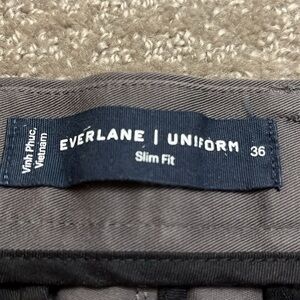 Vinh Phuc,
Vietnam
EVERLANE | UNIFORM
Slim Fit
36